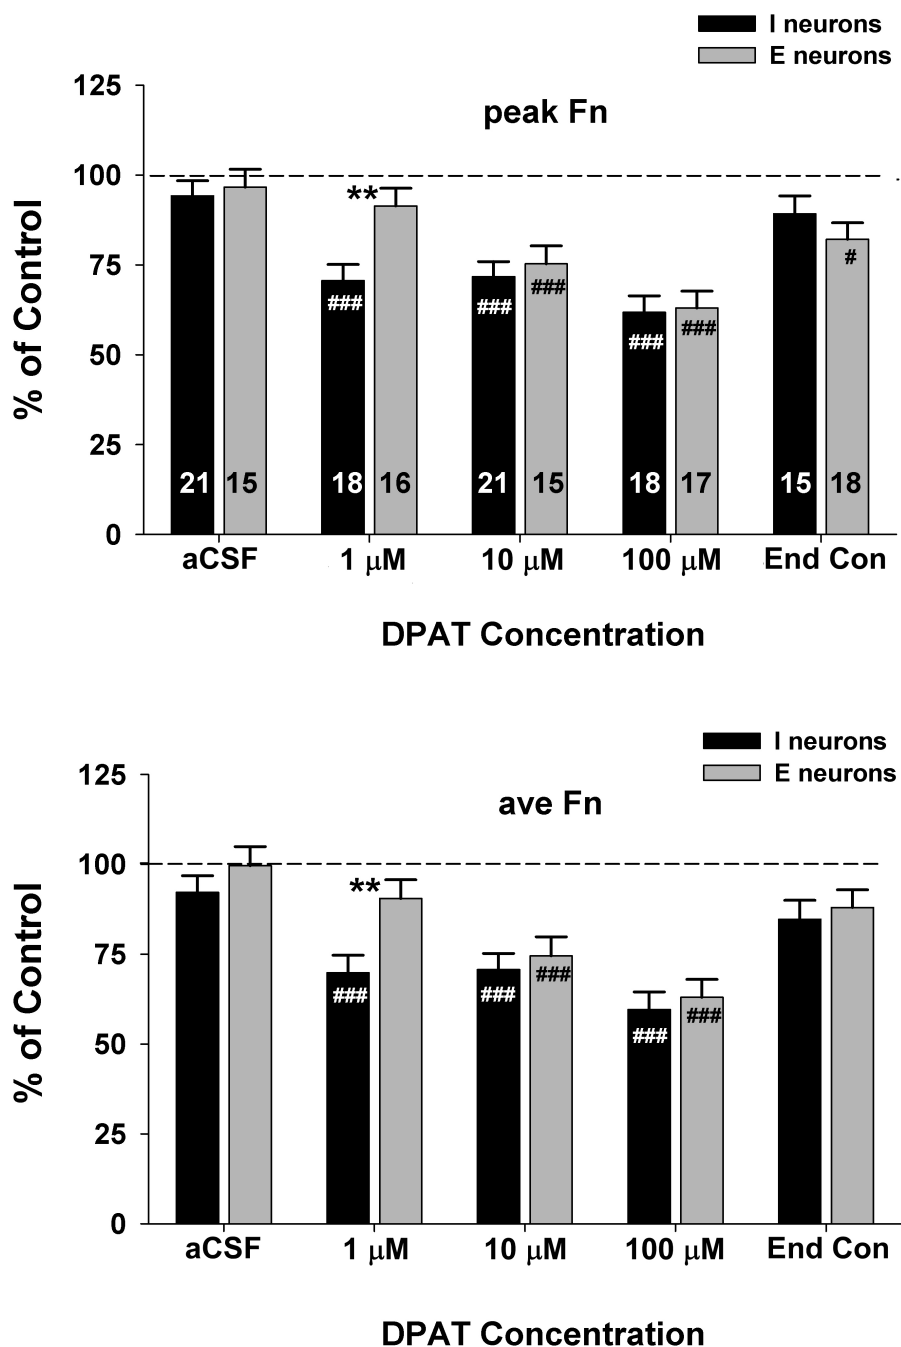 I neurons
E neurons
peak Fn
% of Control
125
100
75
50
25
0
**
###
###
###
###
###
#
21 15 18 16 21 15 18 17 15 18
aCSF 1 μM 10 μM 100 μM End Con
DPAT Concentration
I neurons
E neurons
ave Fn
% of Control
125
100
75
50
25
0
**
###
###
###
###
###
aCSF 1 μM 10 μM 100 μM End Con
DPAT Concentration